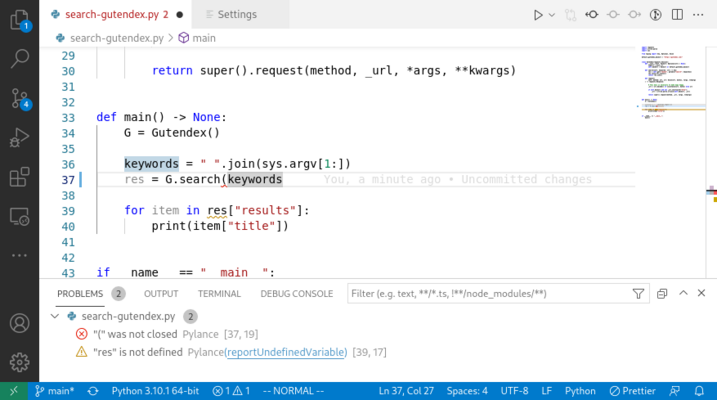 search-gutendex.py 2
Settings
search-gutendex.py > main
29
30 return super().request(method, _url, *args, **kwargs)
31
32
33 def main() -> None:
34 G = Gutendex()
35
36 keywords = " ".join(sys.argv[1:])
37 res = G.search(keywords You, a minute ago • Uncommitted changes
38
39 for item in res["results"]:
40 print(item["title"])
41
42
43 if __name__ == "__main__":
1
4
PROBLEMS 2 OUTPUT TERMINAL DEBUG CONSOLE Filter (e.g. text, **/*.ts, !**/node_modules/**)
search-gutendex.py 2
"(" was not closed Pylance [37, 19]
"res" is not defined Pylance(reportUndefinedVariable) [39, 17]
main* Python 3.10.1 64-bit 1 1 -- NORMAL -- Ln 37, Col 27 Spaces: 4 UTF-8 LF Python Prettier